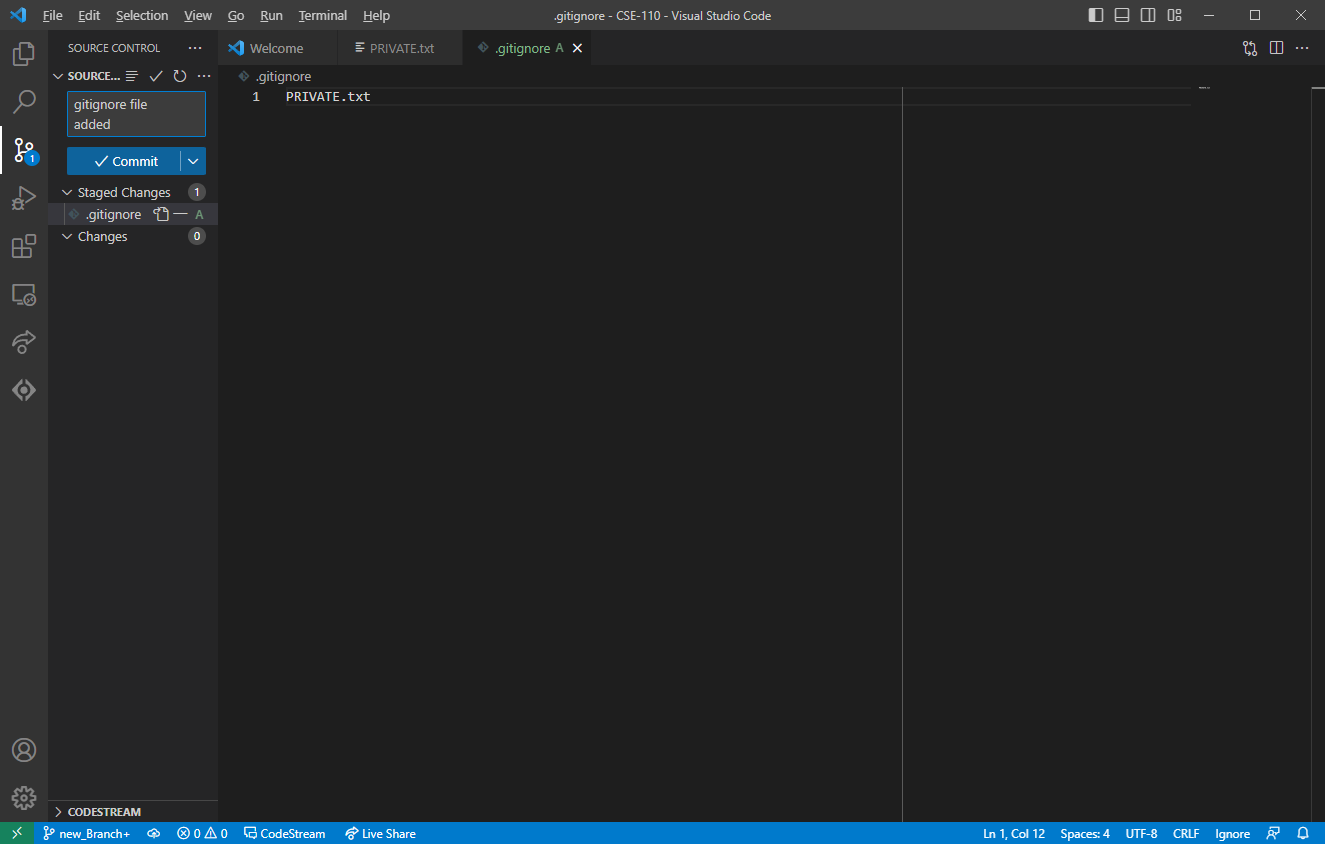 File Edit Selection View Go Run Terminal Help .gitignore - CSE-110 - Visual Studio Code
SOURCE CONTROL
Welcome PRIVATE.txt .gitignore A
SOURCE...
.gitignore
gitignore file
added
1 PRIVATE.txt
Commit
Staged Changes 1
.gitignore A
Changes 0
1
CODESTREAM
new_Branch+ 0 0 CodeStream Live Share Ln 1, Col 12 Spaces: 4 UTF-8 CRLF Ignore